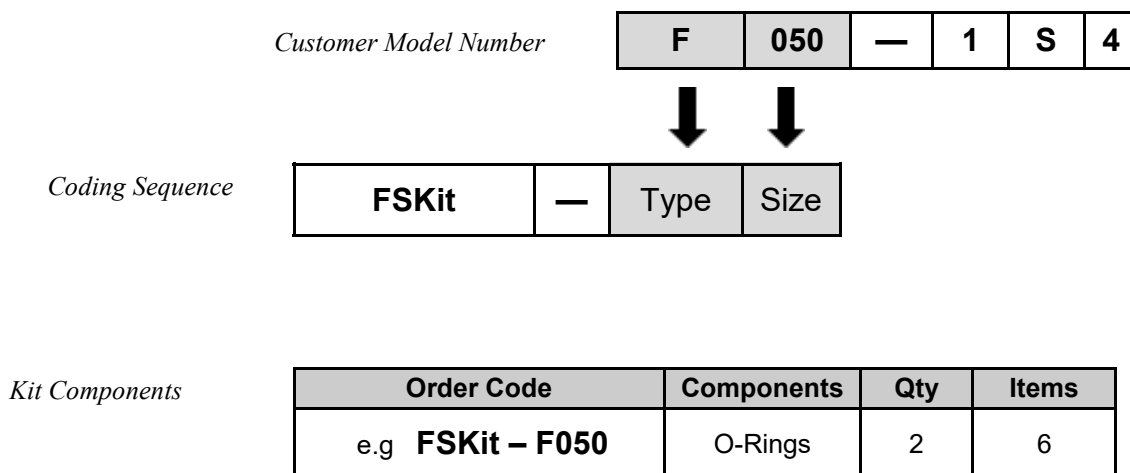 Customer Model Number F 050 — 1 S 4
Coding Sequence FSKit — Type Size
Kit Components Order Code Components Qty Items
e.g FSKit – F050 O-Rings 2 6